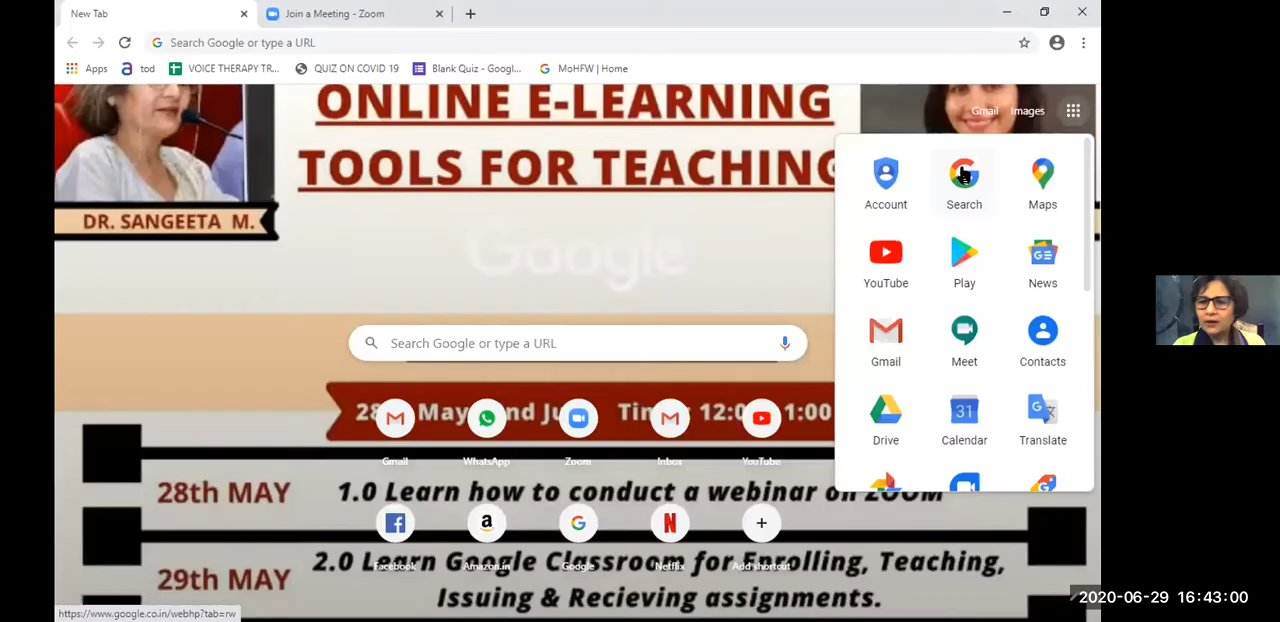 New Tab
Join a Meeting - Zoom
Search Google or type a URL
Apps
tod
VOICE THERAPY TR...
QUIZ ON COVID 19
Blank Quiz - Googl...
MoHFW | Home
ONLINE E-LEARNING
TOOLS FOR TEACHING
Gmail Images
DR. SANGEETA M.
Google
Account
Search
Maps
YouTube
Play
News
Gmail
Meet
Contacts
Drive
Calendar
Translate
31
Search Google or type a URL
May
12:0
1:00
Gmail
WhatsApp
Zoom
Inbox
YouTube
28th MAY
1.0 Learn how to conduct a webinar on ZOOM
Facebook
Amazon.in
Google
Netflix
Add shortcut
29th MAY
2.0 Learn Google Classroom for Enrolling, Teaching,
Issuing & Recieving assignments.
https://www.google.co.in/webhp?tab=rw
2020-06-29 16:43:00